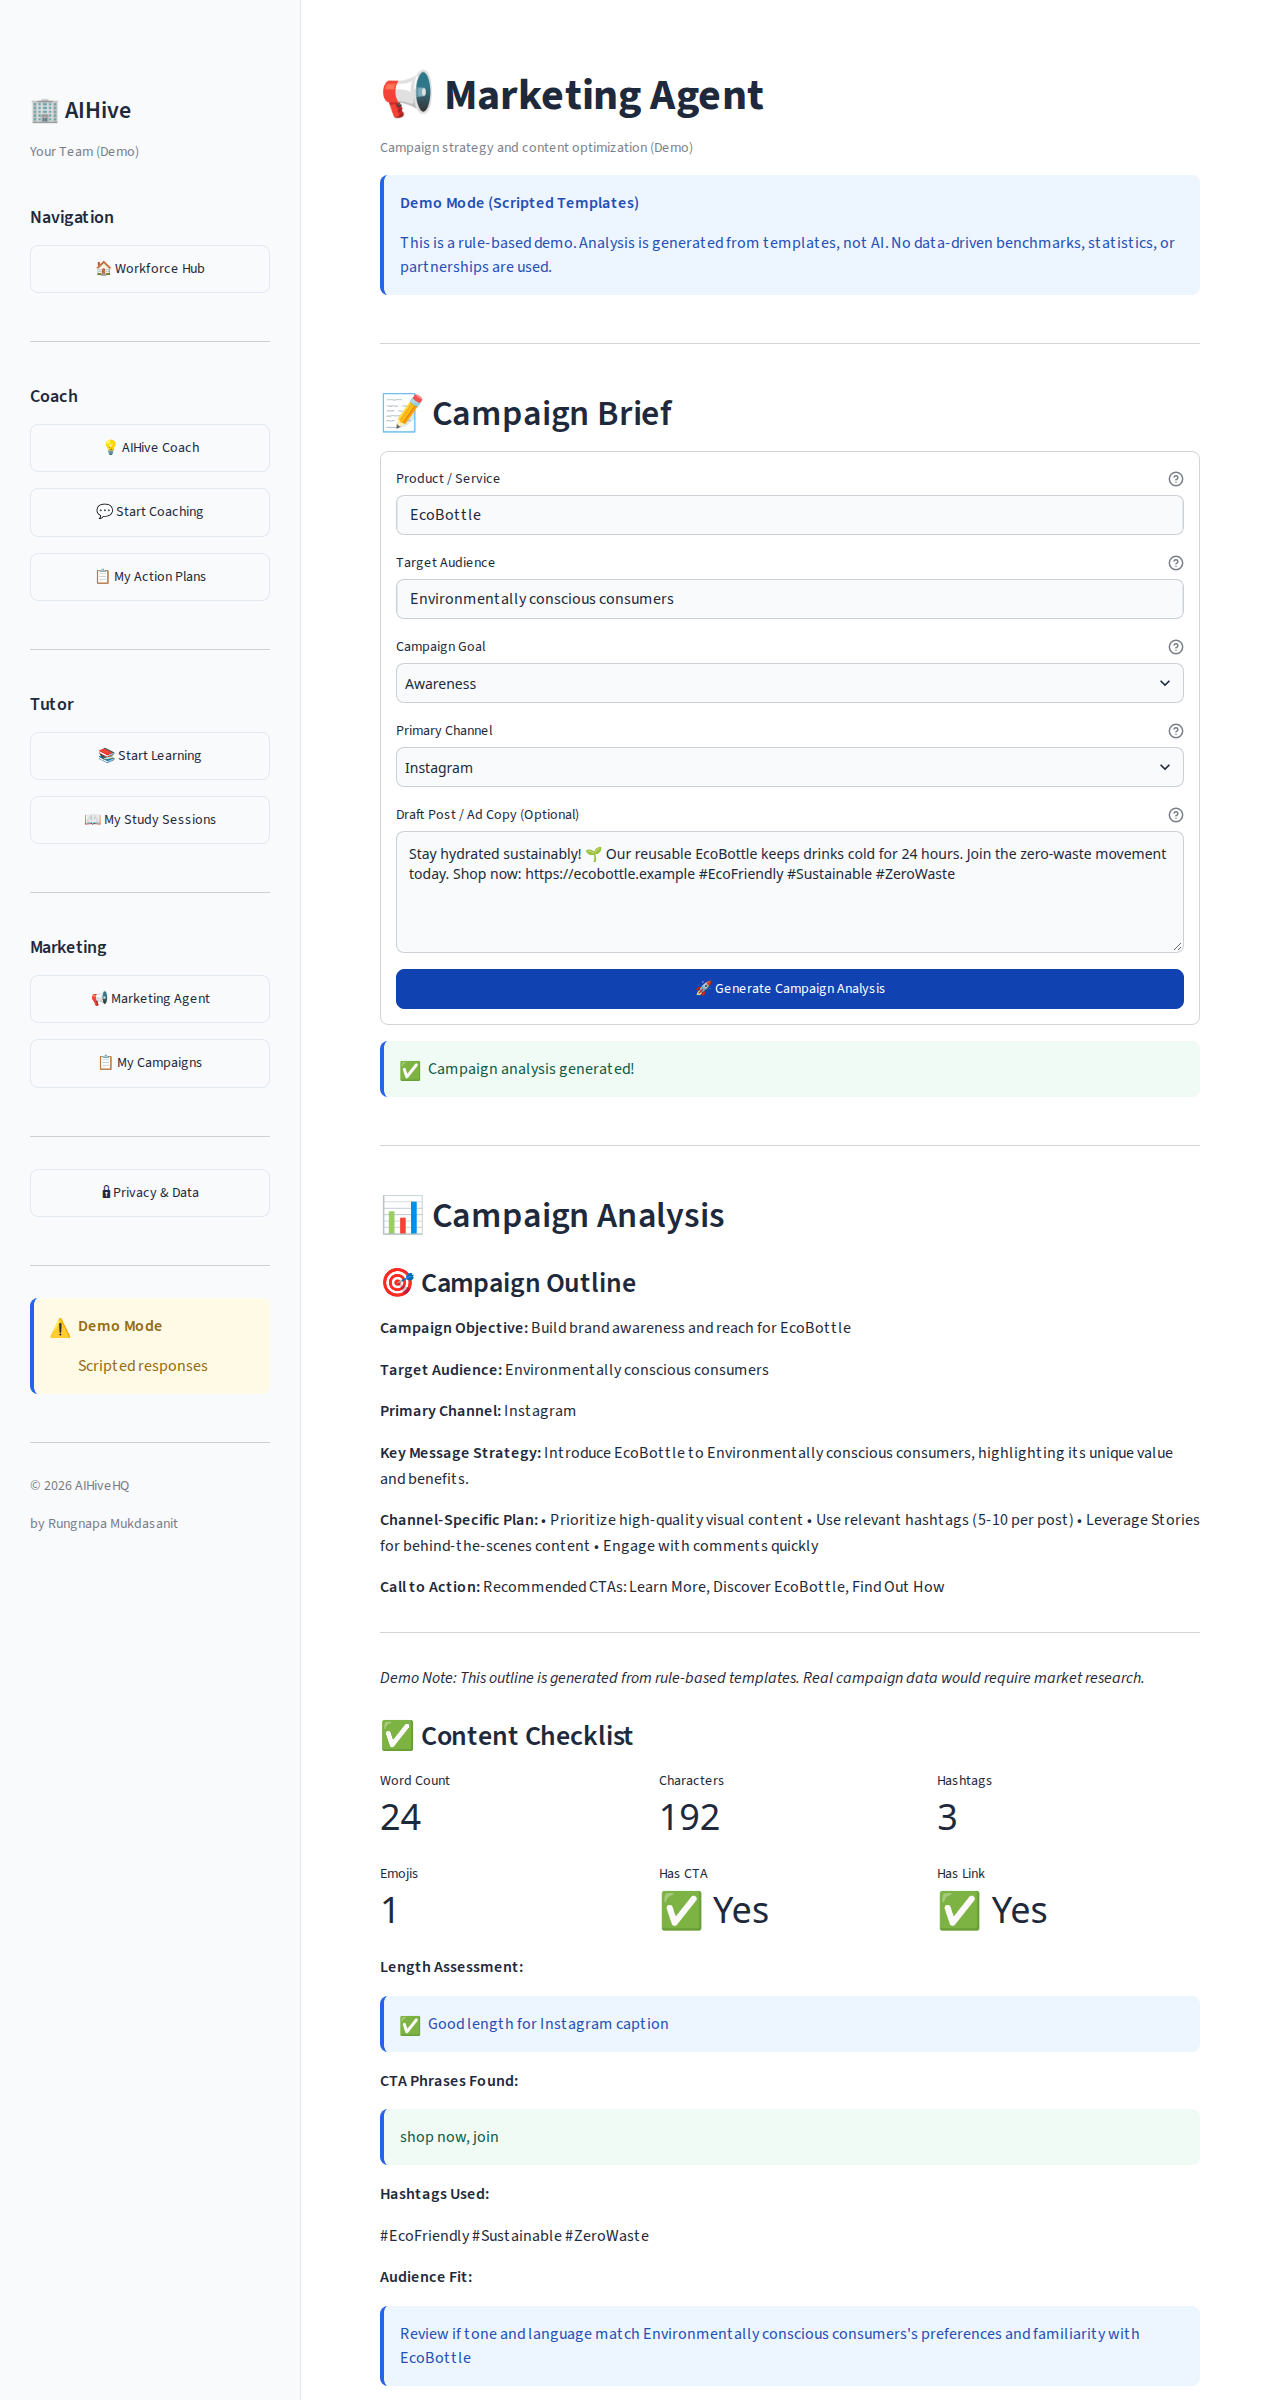 🏢 AIHive
Your Team (Demo)
Navigation
🏠 Workforce Hub
Coach
💡 AIHive Coach
💬 Start Coaching
📋 My Action Plans
Tutor
📚 Start Learning
📖 My Study Sessions
Marketing
📢 Marketing Agent
📋 My Campaigns
🔒 Privacy & Data
⚠️ Demo Mode
Scripted responses
© 2026 AIHiveHQ
by Rungnapa Mukdasanit
📢 Marketing Agent
Campaign strategy and content optimization (Demo)
Demo Mode (Scripted Templates)
This is a rule-based demo. Analysis is generated from templates, not AI. No data-driven benchmarks, statistics, or
partnerships are used.
📝 Campaign Brief
Product / Service
EcoBottle
Target Audience
Environmentally conscious consumers
Campaign Goal
Awareness
Primary Channel
Instagram
Draft Post / Ad Copy (Optional)
Stay hydrated sustainably! 🌱 Our reusable EcoBottle keeps drinks cold for 24 hours. Join the zero-waste movement
today. Shop now: https://ecobottle.example #EcoFriendly #Sustainable #ZeroWaste
🚀 Generate Campaign Analysis
✅ Campaign analysis generated!
📊 Campaign Analysis
🎯 Campaign Outline
Campaign Objective: Build brand awareness and reach for EcoBottle
Target Audience: Environmentally conscious consumers
Primary Channel: Instagram
Key Message Strategy: Introduce EcoBottle to Environmentally conscious consumers, highlighting its unique value
and benefits.
Channel-Specific Plan: • Prioritize high-quality visual content • Use relevant hashtags (5-10 per post) • Leverage Stories
for behind-the-scenes content • Engage with comments quickly
Call to Action: Recommended CTAs: Learn More, Discover EcoBottle, Find Out How
Demo Note: This outline is generated from rule-based templates. Real campaign data would require market research.
✅ Content Checklist
Word Count
24
Characters
192
Hashtags
3
Emojis
1
Has CTA
✅ Yes
Has Link
✅ Yes
Length Assessment:
✅ Good length for Instagram caption
CTA Phrases Found:
shop now, join
Hashtags Used:
#EcoFriendly #Sustainable #ZeroWaste
Audience Fit:
Review if tone and language match Environmentally conscious consumers's preferences and familiarity with
EcoBottle